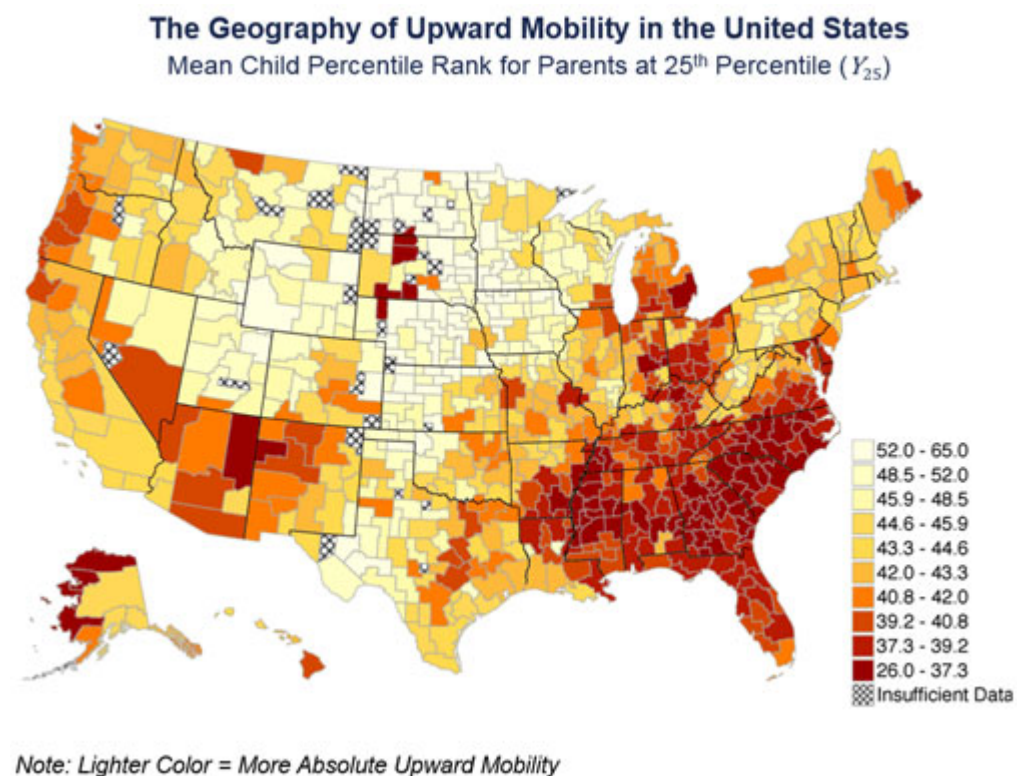 The Geography of Upward Mobility in the United States
Mean Child Percentile Rank for Parents at 25th Percentile (Y25)
52.0 - 65.0
48.5 - 52.0
45.9 - 48.5
44.6 - 45.9
43.3 - 44.6
42.0 - 43.3
40.8 - 42.0
39.2 - 40.8
37.3 - 39.2
26.0 - 37.3
Insufficient Data
Note: Lighter Color = More Absolute Upward Mobility